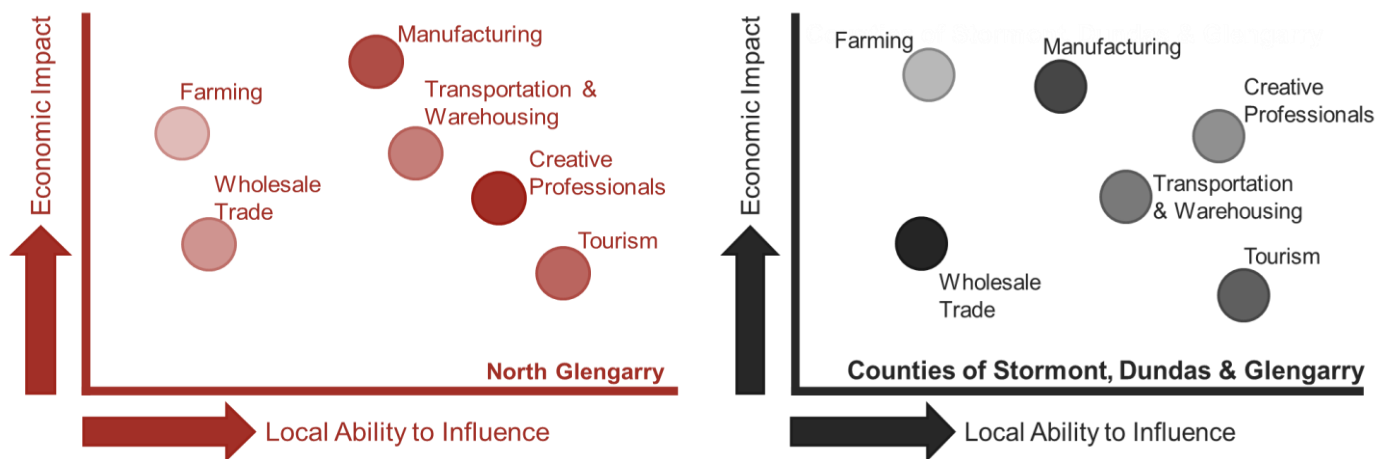 Economic Impact
Manufacturing
Farming
Transportation &
Warehousing
Wholesale
Trade
Creative
Professionals
Tourism
North Glengarry
Local Ability to Influence
Economic Impact
Farming
Manufacturing
Creative
Professionals
Transportation
& Warehousing
Wholesale
Trade
Tourism
Counties of Stormont, Dundas & Glengarry
Local Ability to Influence